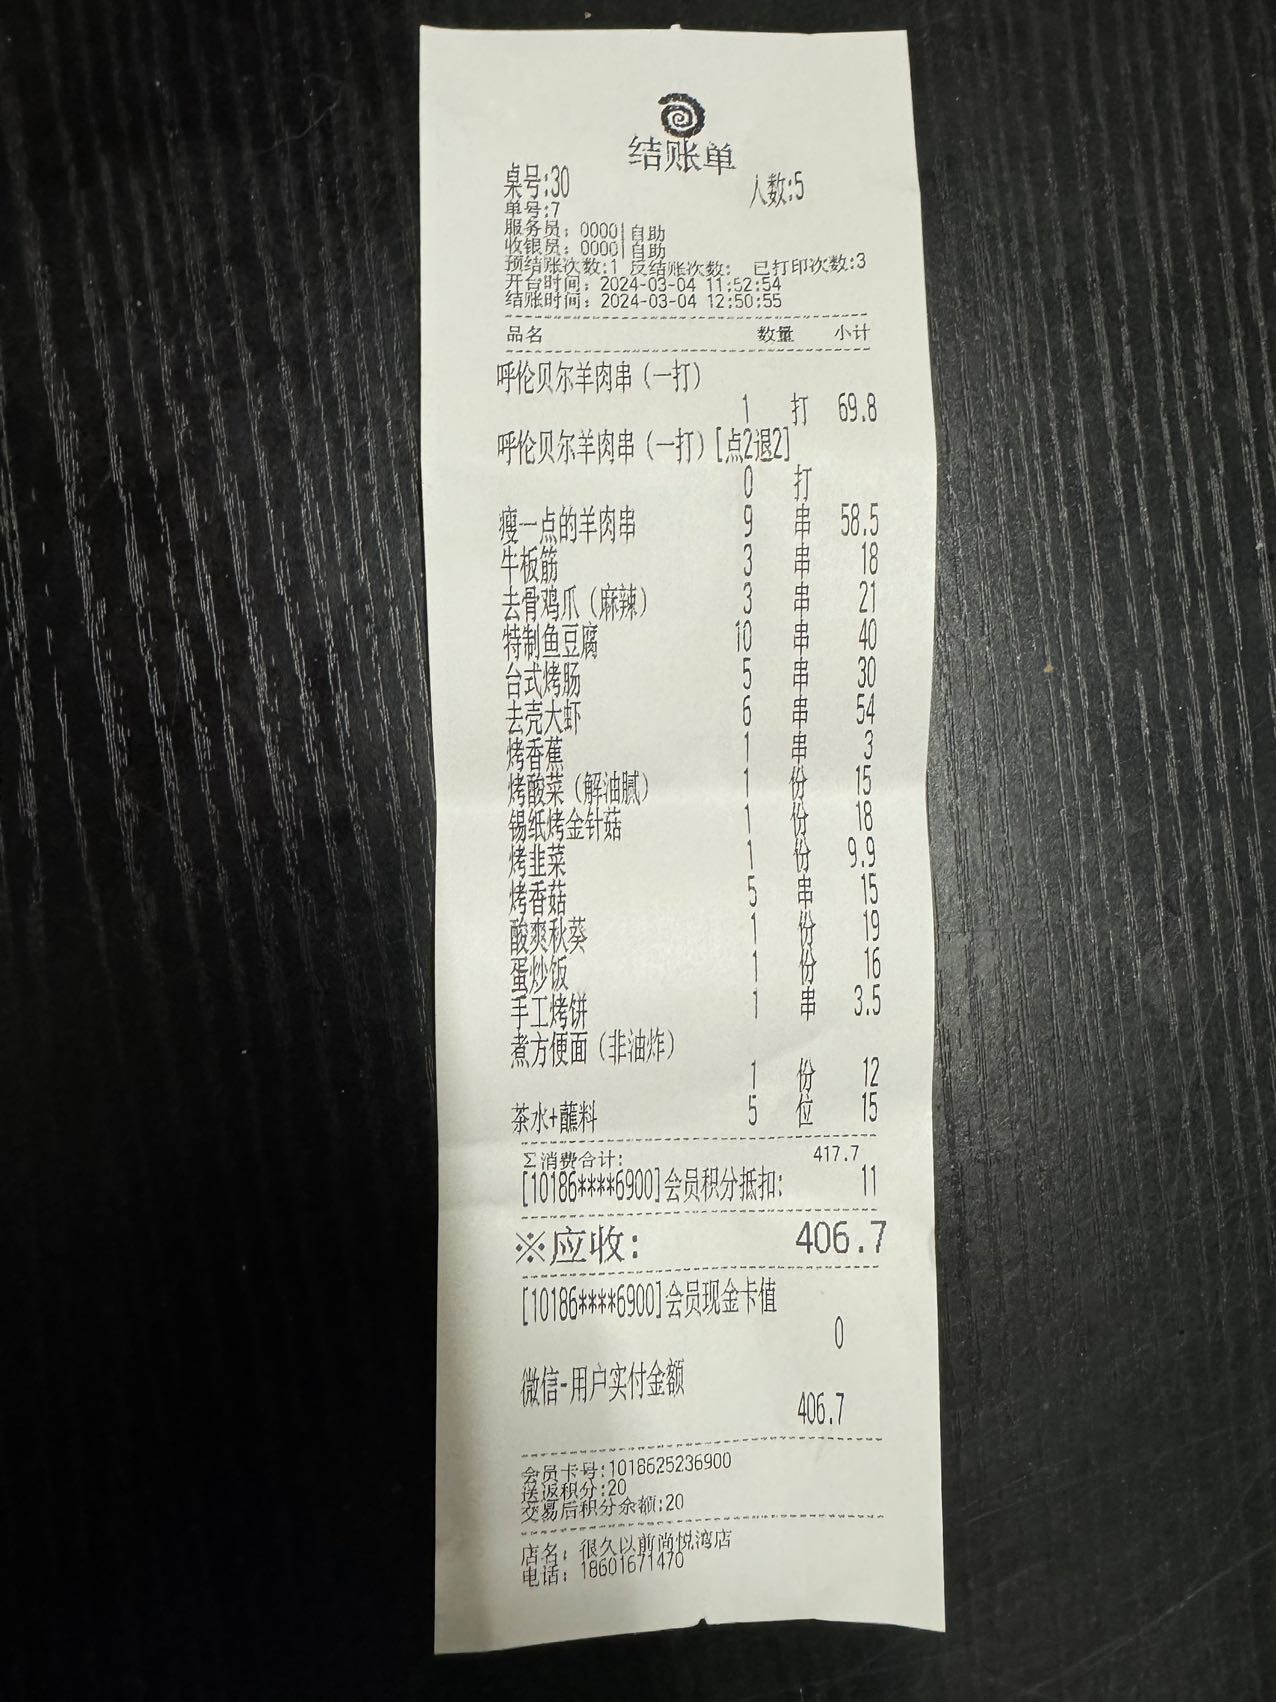 结账单
桌号:30 人数:5
单号:7
服务员: 0000|自助
收银员: 0000|自助
预结账次数:1 反结账次数: 已打印次数:3
开台时间: 2024-03-04 11:52:54
结账时间: 2024-03-04 12:50:55
品名 数量 小计
呼伦贝尔羊肉串(一打)
1 打 69.8
呼伦贝尔羊肉串(一打)[点2退2]
0 打
瘦一点的羊肉串 9 串 58.5
牛板筋 3 串 18
去骨鸡爪(麻辣) 3 串 21
特制鱼豆腐 10 串 40
台式烤肠 5 串 30
去壳大虾 6 串 54
烤香蕉 1 串 3
烤酸菜(解油腻) 1 份 15
锡纸烤金针菇 1 份 18
烤韭菜 1 份 9.9
烤香菇 5 串 15
酸爽秋葵 1 份 19
蛋炒饭 1 份 16
手工烤饼 1 串 3.5
煮方便面(非油炸)
1 份 12
茶水+蘸料 5 位 15
Σ消费合计: 417.7
[10186****6900]会员积分抵扣: 11
※应收: 406.7
[10186****6900]会员现金卡值
0
微信-用户实付金额
406.7
会员卡号:1018625236900
送返积分:20
交易后积分余额:20
店名: 很久以前尚悦湾店
电话: 18601671470